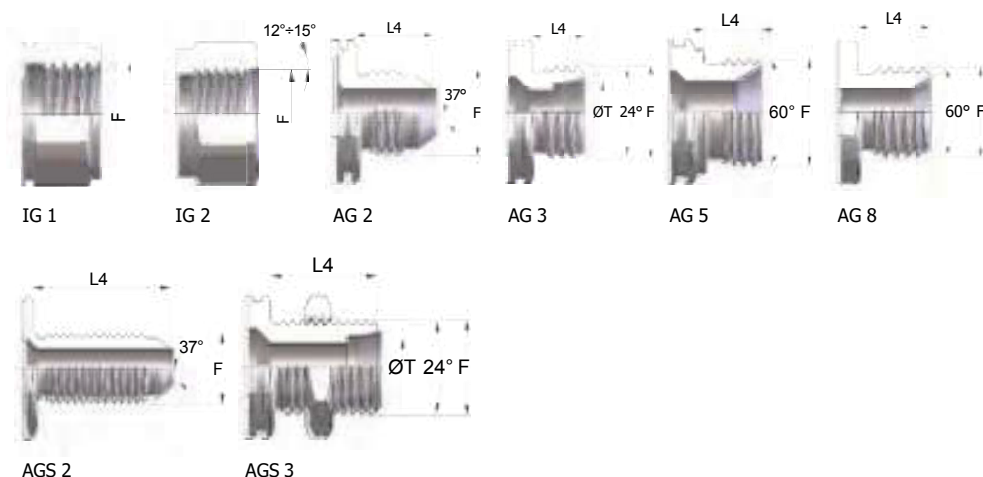 12°÷15°
L4
L4
L4
L4
F
F
37°
F
ØT 24° F
60° F
60° F
IG 1
IG 2
AG 2
AG 3
AG 5
AG 8
L4
L4
37°
F
ØT 24° F
AGS 2
AGS 3